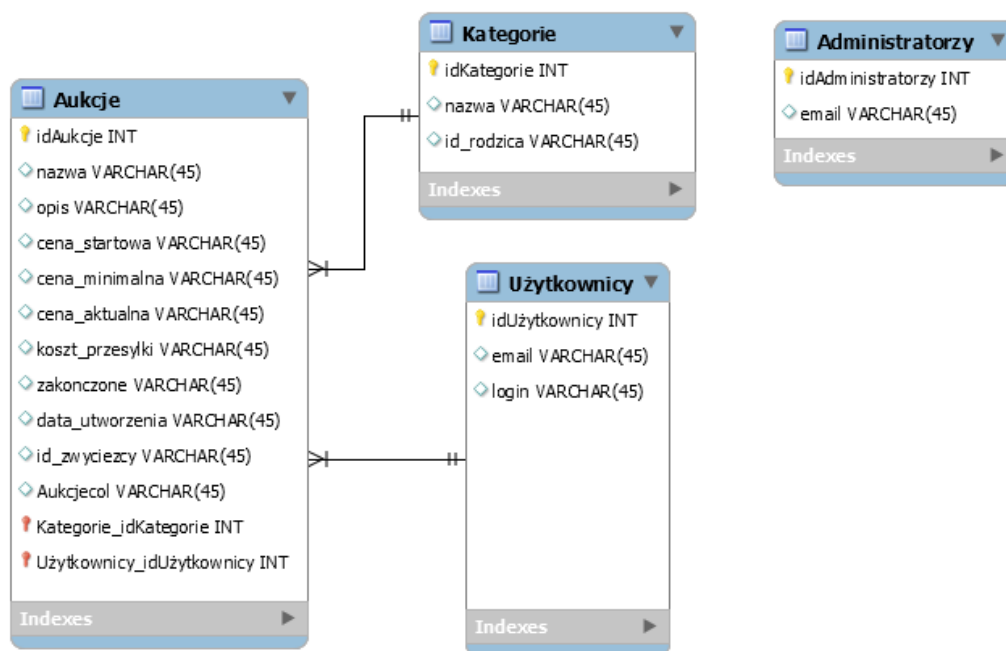 Aukcje
idAukcje INT
nazwa VARCHAR(45)
opis VARCHAR(45)
cena_startowa VARCHAR(45)
cena_minimalna VARCHAR(45)
cena_aktualna VARCHAR(45)
koszt_przesylki VARCHAR(45)
zakonczone VARCHAR(45)
data_utworzenia VARCHAR(45)
id_zwyciezcy VARCHAR(45)
Aukcjecol VARCHAR(45)
Kategorie_idKategorie INT
Użytkownicy_idUżytkownicy INT
Indexes
Kategorie
idKategorie INT
nazwa VARCHAR(45)
id_rodzica VARCHAR(45)
Indexes
Użytkownicy
idUżytkownicy INT
email VARCHAR(45)
login VARCHAR(45)
Indexes
Administratorzy
idAdministratorzy INT
email VARCHAR(45)
Indexes